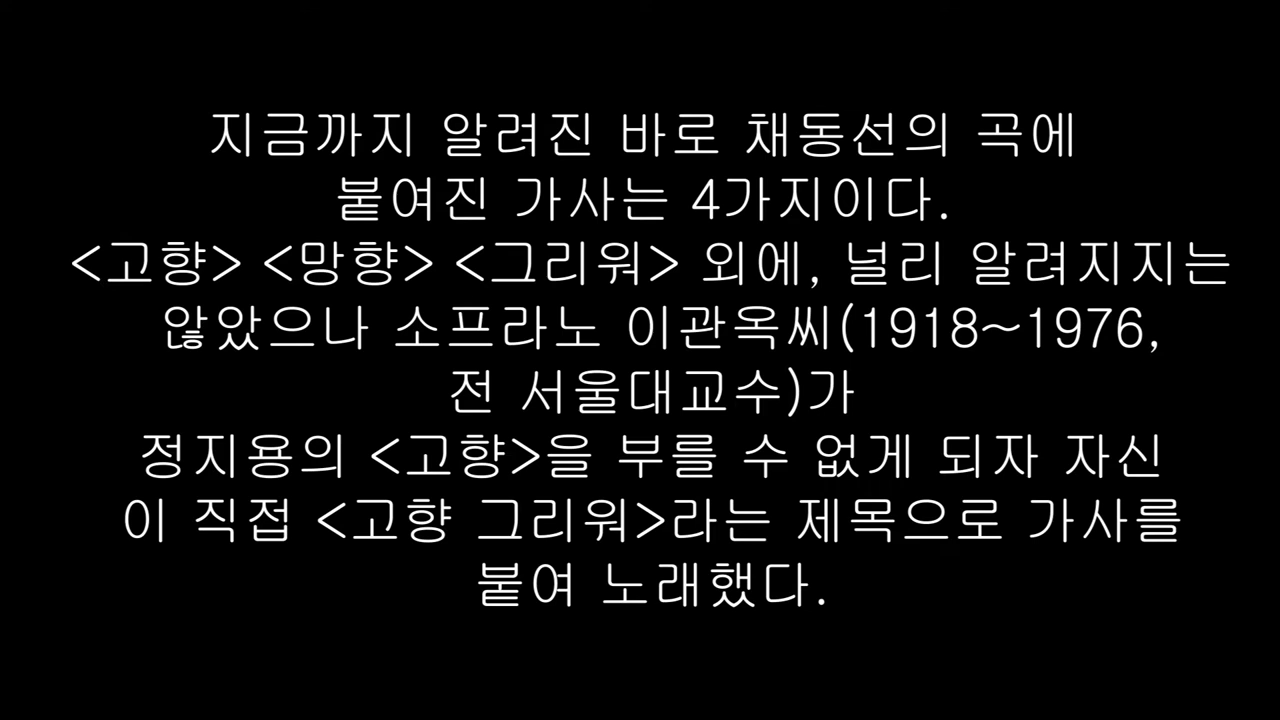 지금까지 알려진 바로 채동선의 곡에
붙여진 가사는 4가지이다.
<고향> <망향> <그리워> 외에, 널리 알려지지는
않았으나 소프라노 이관옥씨(1918~1976,
전 서울대교수)가
정지용의 <고향>을 부를 수 없게 되자 자신
이 직접 <고향 그리워>라는 제목으로 가사를
붙여 노래했다.